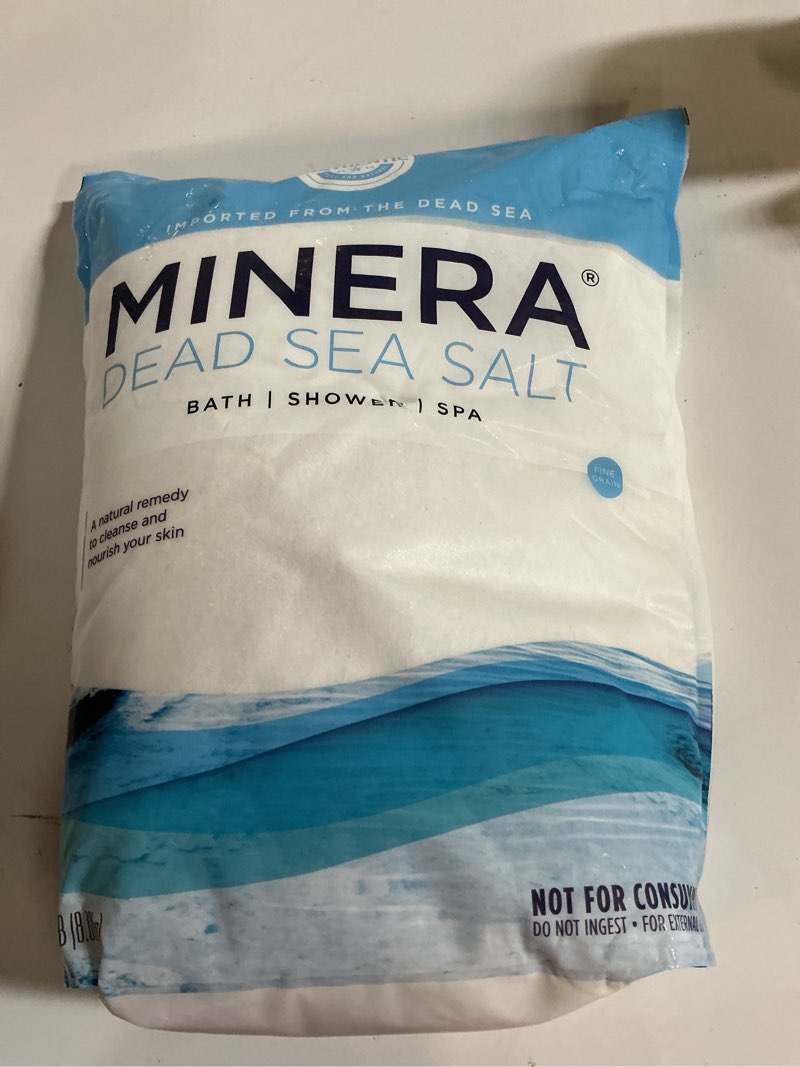 IMPORTED FROM THE DEAD SEA
MINERA®
DEAD SEA SALT
BATH | SHOWER | SPA
FINE
GRAIN
A natural remedy
to cleanse and
nourish your skin
NOT FOR
DO NOT INGEST • FOR EXTERNAL